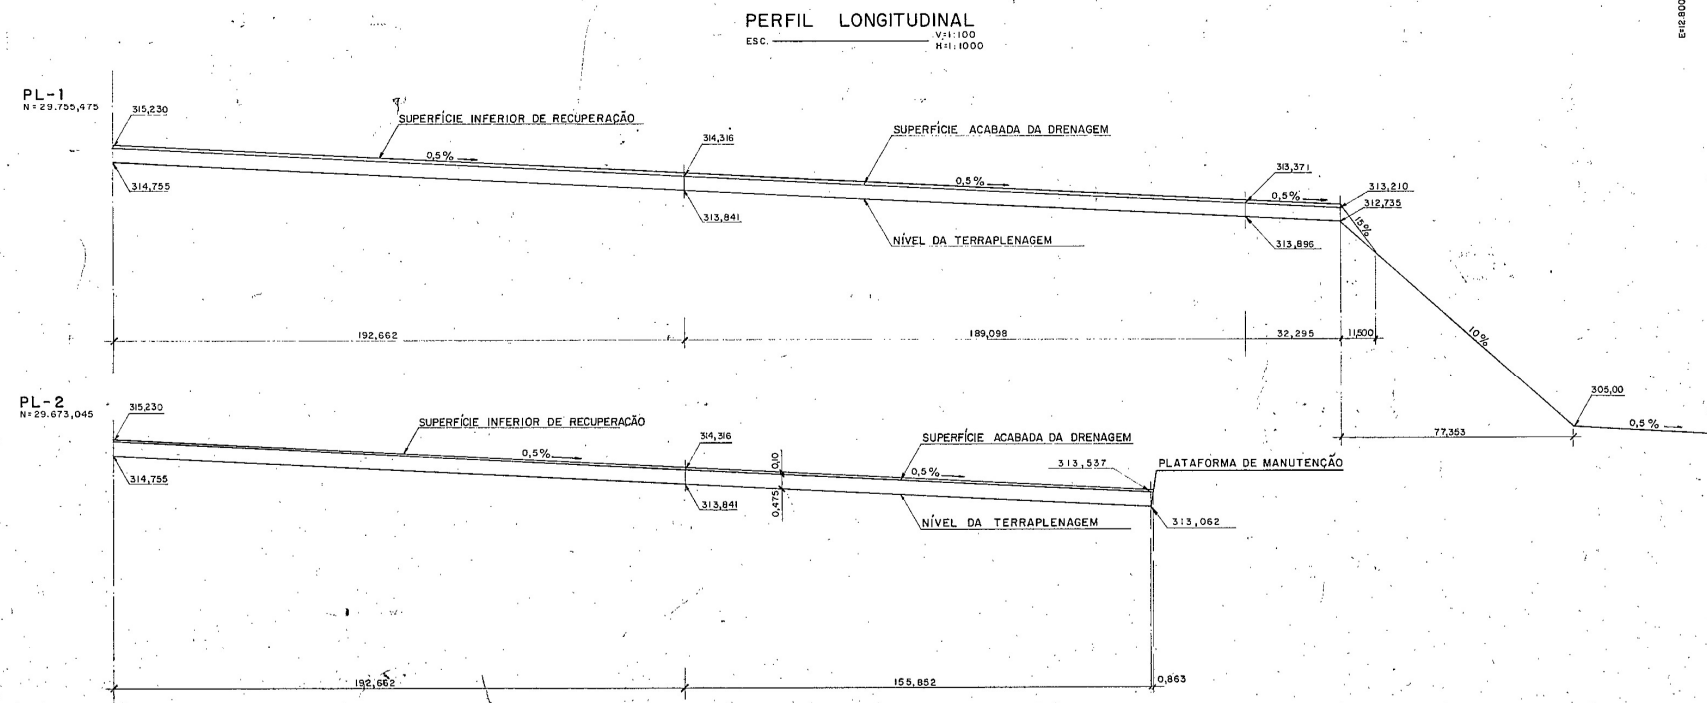 PERFIL LONGITUDINAL
ESC. V=1:100
H=1:1000
E=12.800
PL-1
N=29.755,475
315,230
SUPERFÍCIE INFERIOR DE RECUPERAÇÃO
314,316
SUPERFÍCIE ACABADA DA DRENAGEM
0,5%
0,5%
313,371
0,5%
313,210
312,735
314,755
313,841
NÍVEL DA TERRAPLENAGEM
313,896
15%
192,662
189,098
32,295
11,500
10%
PL-2
N=29.673,045
315,230
SUPERFÍCIE INFERIOR DE RECUPERAÇÃO
314,316
SUPERFÍCIE ACABADA DA DRENAGEM
305,00
0,5%
77,353
0,5%
0,10
0,5%
313,537
PLATAFORMA DE MANUTENÇÃO
314,755
313,841
0,475
NÍVEL DA TERRAPLENAGEM
313,062
192,662
155,852
0,863